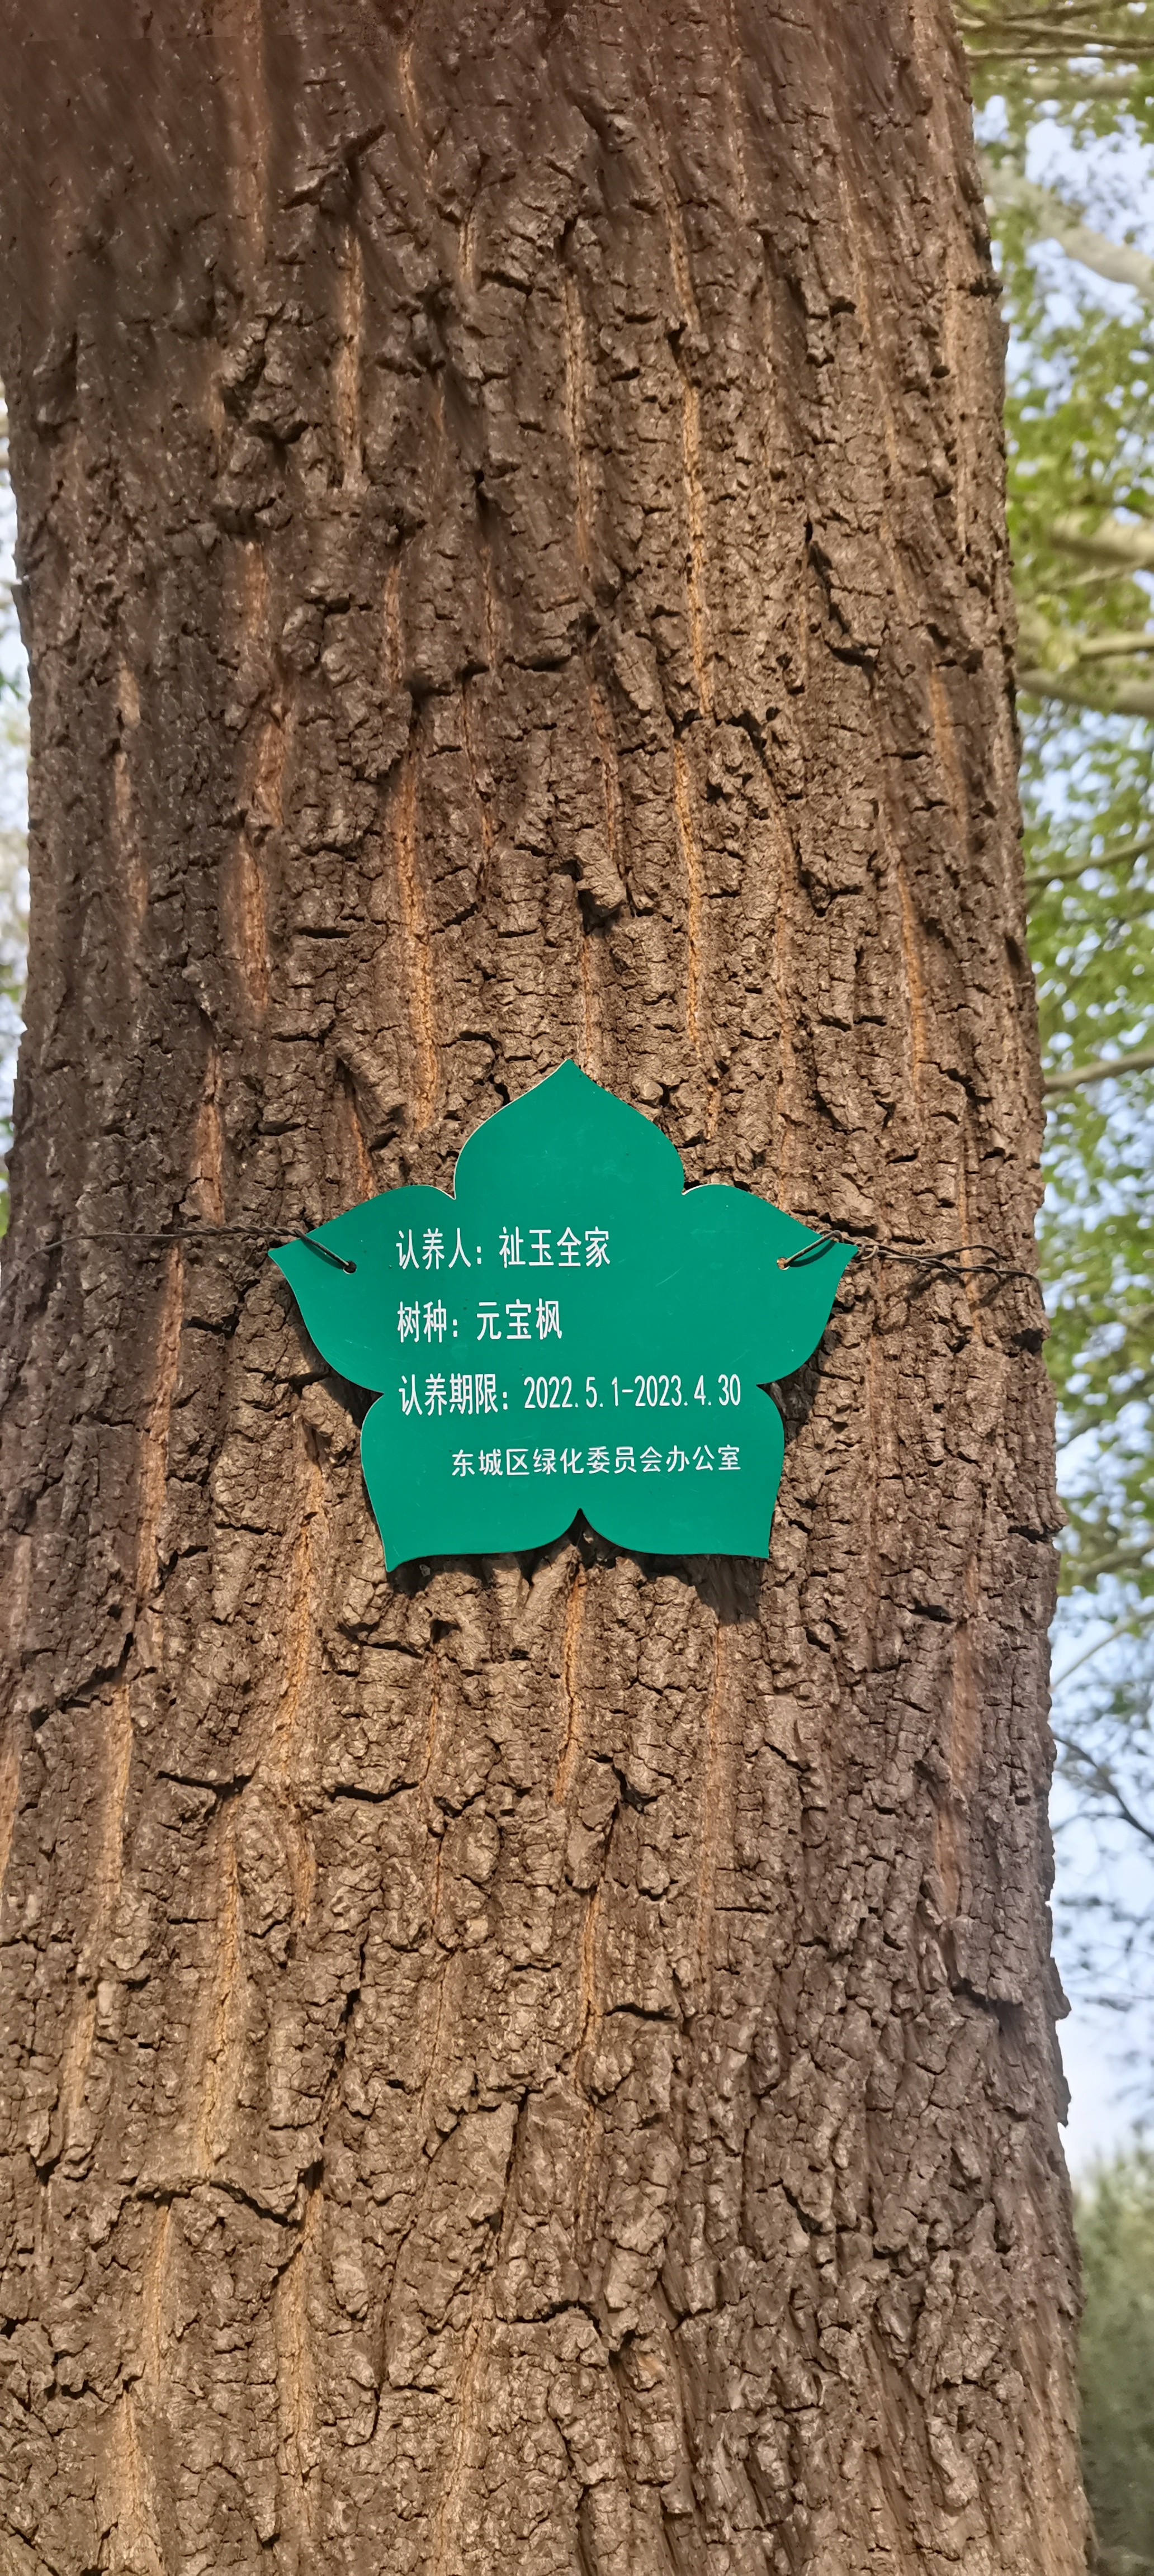 认养人：祉玉全家
树种：元宝枫
认养期限：2022.5.1-2023.4.30
东城区绿化委员会办公室